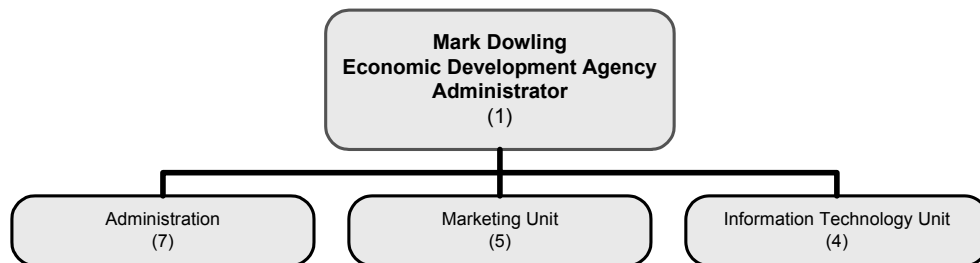 Mark Dowling
Economic Development Agency
Administrator
(1)
Administration
(7)
Marketing Unit
(5)
Information Technology Unit
(4)